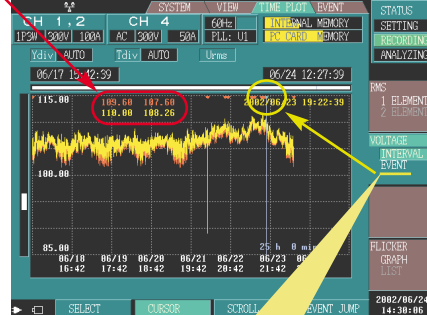 SYSTEM VIEW TIME PLOT EVENT
CH 1,2 CH 4 60Hz INTERNAL MEMORY
1P3W 300V 100A AC 300V 50A PLL: U1 PC CARD MEMORY
Ydiv AUTO Tdiv AUTO Urms
06/17 15:42:39 06/24 12:27:39
115.00 109.60 107.60 2002/06/23 19:22:39
110.00 108.26
100.00
85.00 25 h 0 min
06/18 06/19 06/20 06/21 06/22 06/23
16:42 17:42 18:42 19:42 20:42 21:42
SELECT CURSOR SCROLL EVENT JUMP
STATUS
SETTING
RECORDING
ANALYZING
RMS
1 ELEMENT
2 ELEMENT
VOLTAGE
INTERVAL
EVENT
FLICKER
GRAPH
LIST
2002/06/24
14:30:06